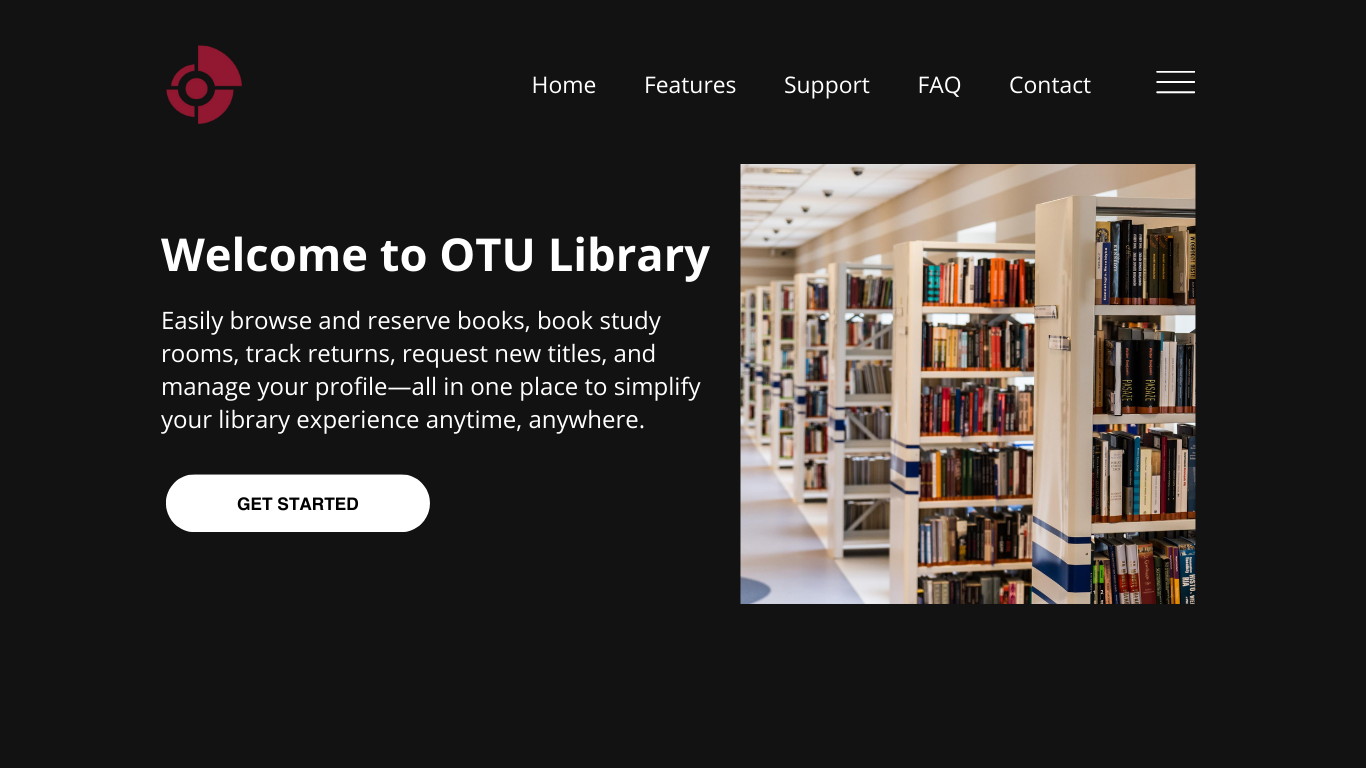 Home Features Support FAQ Contact
Welcome to OTU Library
Easily browse and reserve books, book study
rooms, track returns, request new titles, and
manage your profile—all in one place to simplify
your library experience anytime, anywhere.
GET STARTED
PASAŻE
PASAŻE